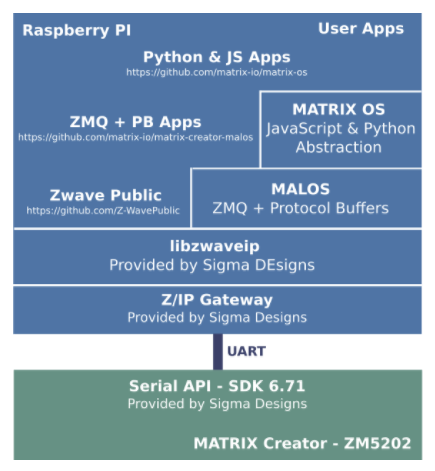 Raspberry PI
User Apps
Python & JS Apps
https://github.com/matrix-io/matrix-os
ZMQ + PB Apps
https://github.com/matrix-io/matrix-creator-malos
MATRIX OS
JavaScript & Python
Abstraction
Zwave Public
https://github.com/Z-WavePublic
MALOS
ZMQ + Protocol Buffers
libzwaveip
Provided by Sigma DEsigns
Z/IP Gateway
Provided by Sigma Designs
UART
Serial API - SDK 6.71
Provided by Sigma Designs
MATRIX Creator - ZM5202